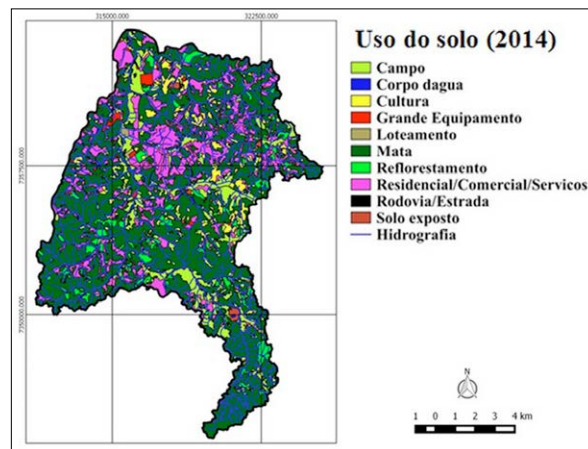 315000.000 322500.000
Uso do solo (2014)
Campo
Corpo dagua
Cultura
Grande Equipamento
Loteamento
Mata
Reflorestamento
Residencial/Comercial/Servicos
Rodovia/Estrada
Solo exposto
Hidrografia
7357500.000
7350000.000
N
1 0 1 2 3 4 km